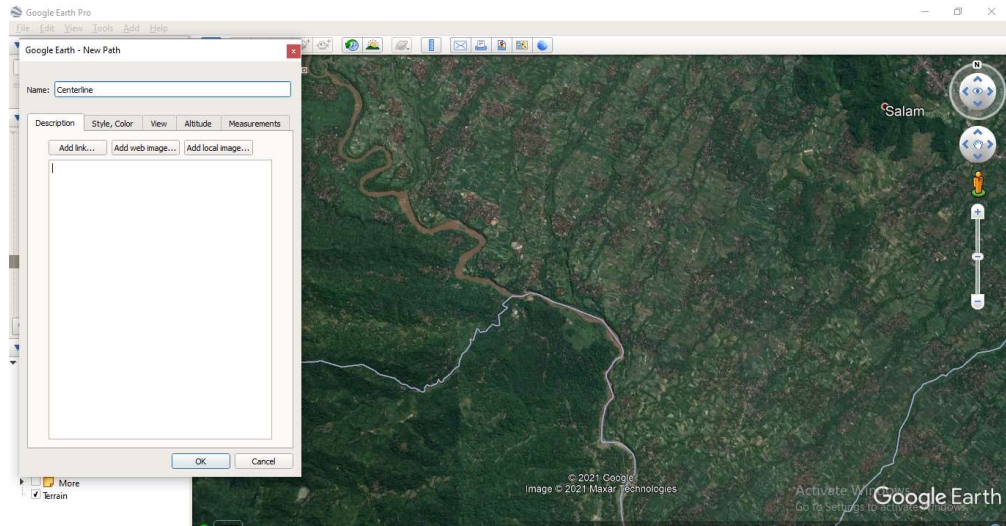 Google Earth Pro
File Edit View Tools Add Help
Google Earth - New Path
Name: Centerline
Description Style, Color View Altitude Measurements
Add link... Add web image... Add local image...
N
Salam
OK Cancel
More
Terrain
© 2021 Google
Image © 2021 Maxar Technologies
Activate Windows
Go to Settings to activate Windows.
Google Earth